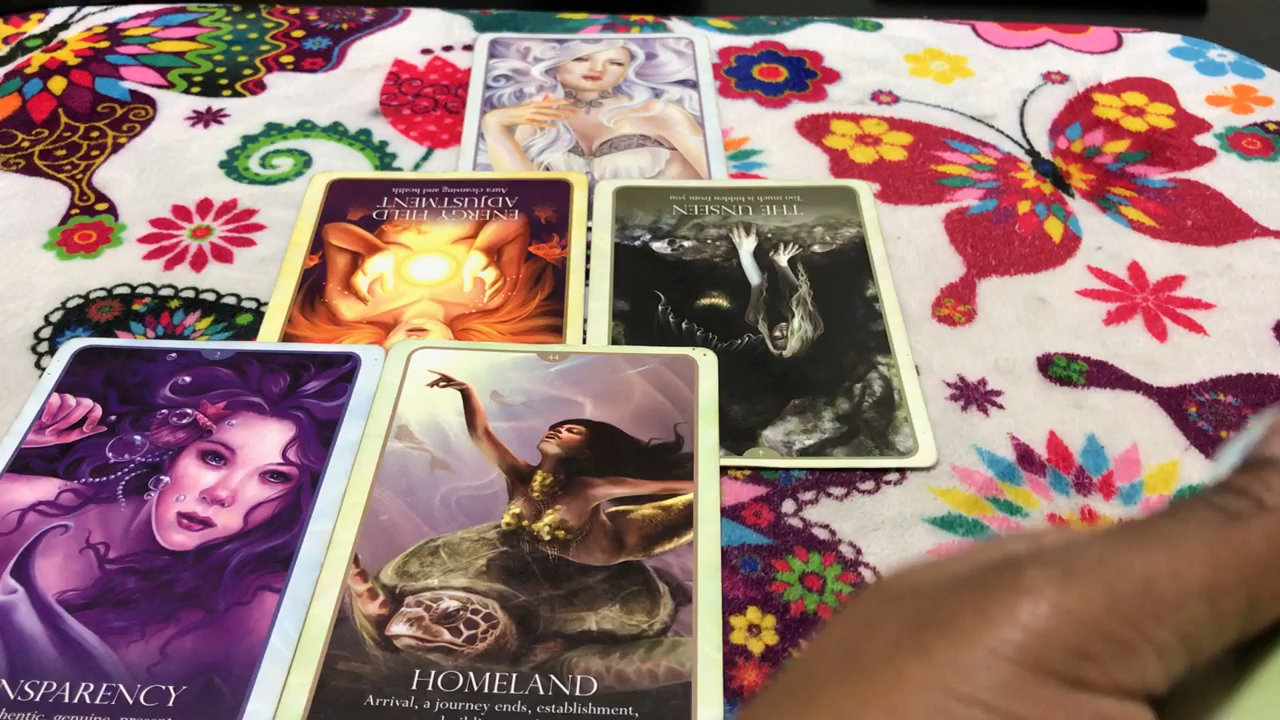 Aura cleansing and health
ENERGY FIELD
ADJUSTMENT
Too much is hidden from you
THE UNSEEN
44
NSPARENCY
HOMELAND
Arrival, a journey ends, establishment,